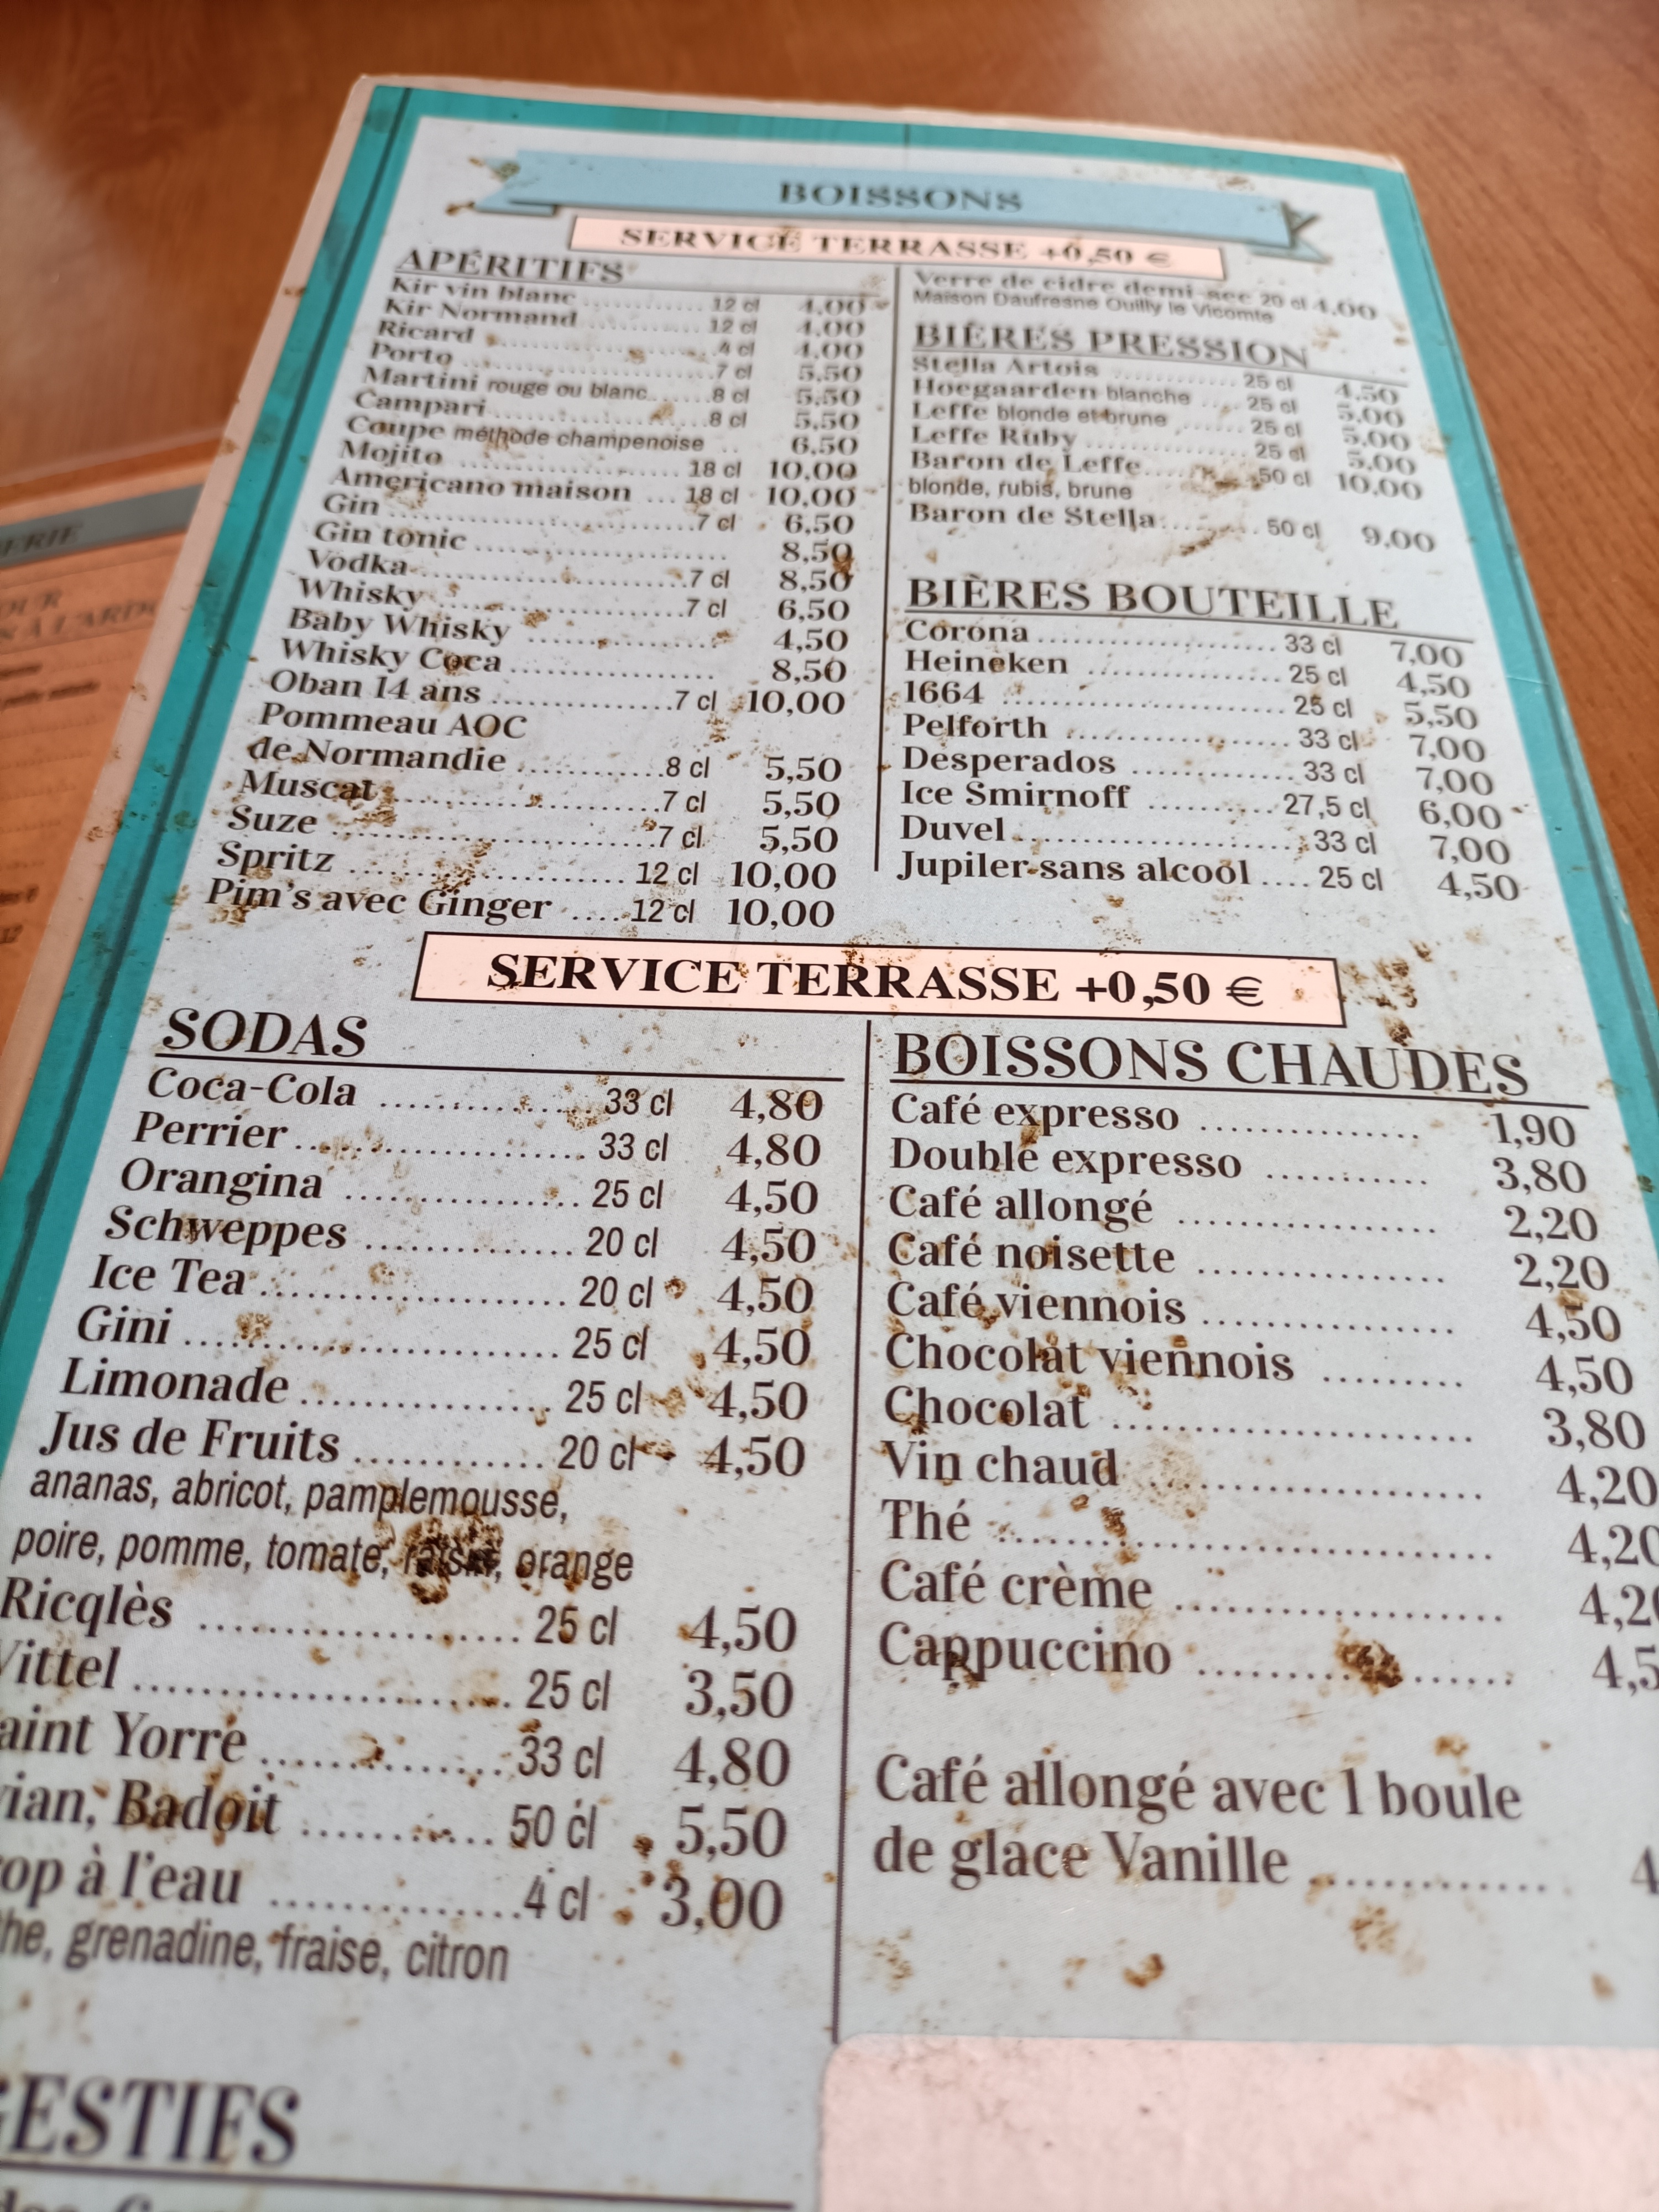 BOISSONS
SERVICE TERRASSE +0,50 €
APÉRITIFS
Kir vin blanc ............ 12 cl 4,00
Kir Normand ............ 12 cl 4,00
Ricard ............ 4 cl 4,00
Porto ............ 7 cl 5,50
Martini rouge ou blanc ...... 8 cl 5,50
Campari ............ 8 cl 5,50
Coupe méthode champenoise .. 6,50
Mojito ............ 18 cl 10,00
Americano maison ... 18 cl 10,00
Gin ............ 7 cl 6,50
Gin tonic ............ 8,50
Vodka ............ 7 cl 8,50
Whisky ............ 7 cl 6,50
Baby Whisky ............ 4,50
Whisky Coca ............ 8,50
Oban 14 ans ............ 7 cl 10,00
Pommeau AOC
de Normandie ............ 8 cl 5,50
Muscat ............ 7 cl 5,50
Suze ............ 7 cl 5,50
Spritz ............ 12 cl 10,00
Pim's avec Ginger .... 12 cl 10,00
Verre de cidre demi-sec 20 cl 4,00
Maison Daufresne Ouilly le Vicomte
BIÈRES PRESSION
Stella Artois ............ 25 cl 4,50
Hoegaarden blanche .... 25 cl 5,00
Leffe blonde et brune ...... 25 cl 5,00
Leffe Ruby ............ 25 cl 5,00
Baron de Leffe ............ 50 cl 10,00
blonde, rubis, brune
Baron de Stella ............ 50 cl 9,00
BIÈRES BOUTEILLE
Corona ............ 33 cl 7,00
Heineken ............ 25 cl 4,50
1664 ............ 25 cl 5,50
Pelforth ............ 33 cl 7,00
Desperados ............ 33 cl 7,00
Ice Smirnoff ............ 27,5 cl 6,00
Duvel ............ 33 cl 7,00
Jupiler sans alcool .... 25 cl 4,50
SERVICE TERRASSE +0,50 €
SODAS
Coca-Cola ............ 33 cl 4,80
Perrier ............ 33 cl 4,80
Orangina ............ 25 cl 4,50
Schweppes ............ 20 cl 4,50
Ice Tea ............ 20 cl 4,50
Gini ............ 25 cl 4,50
Limonade ............ 25 cl 4,50
Jus de Fruits ............ 20 cl 4,50
ananas, abricot, pamplemousse,
poire, pomme, tomate, raisin, orange
Ricqlès ............ 25 cl 4,50
Vittel ............ 25 cl 3,50
aint Yorre ............ 33 cl 4,80
vian, Badoit ............ 50 cl 5,50
rop à l'eau ............ 4 cl 3,00
the, grenadine, fraise, citron
GESTIFS
BOISSONS CHAUDES
Café expresso ............ 1,90
Double expresso ............ 3,80
Café allongé ............ 2,20
Café noisette ............ 2,20
Café viennois ............ 4,50
Chocolat viennois ......... 4,50
Chocolat ............ 3,80
Vin chaud ............ 4,20
Thé ............ 4,20
Café crème ............ 4,20
Cappuccino ............ 4,5
Café allongé avec 1 boule
de glace Vanille ............ 4